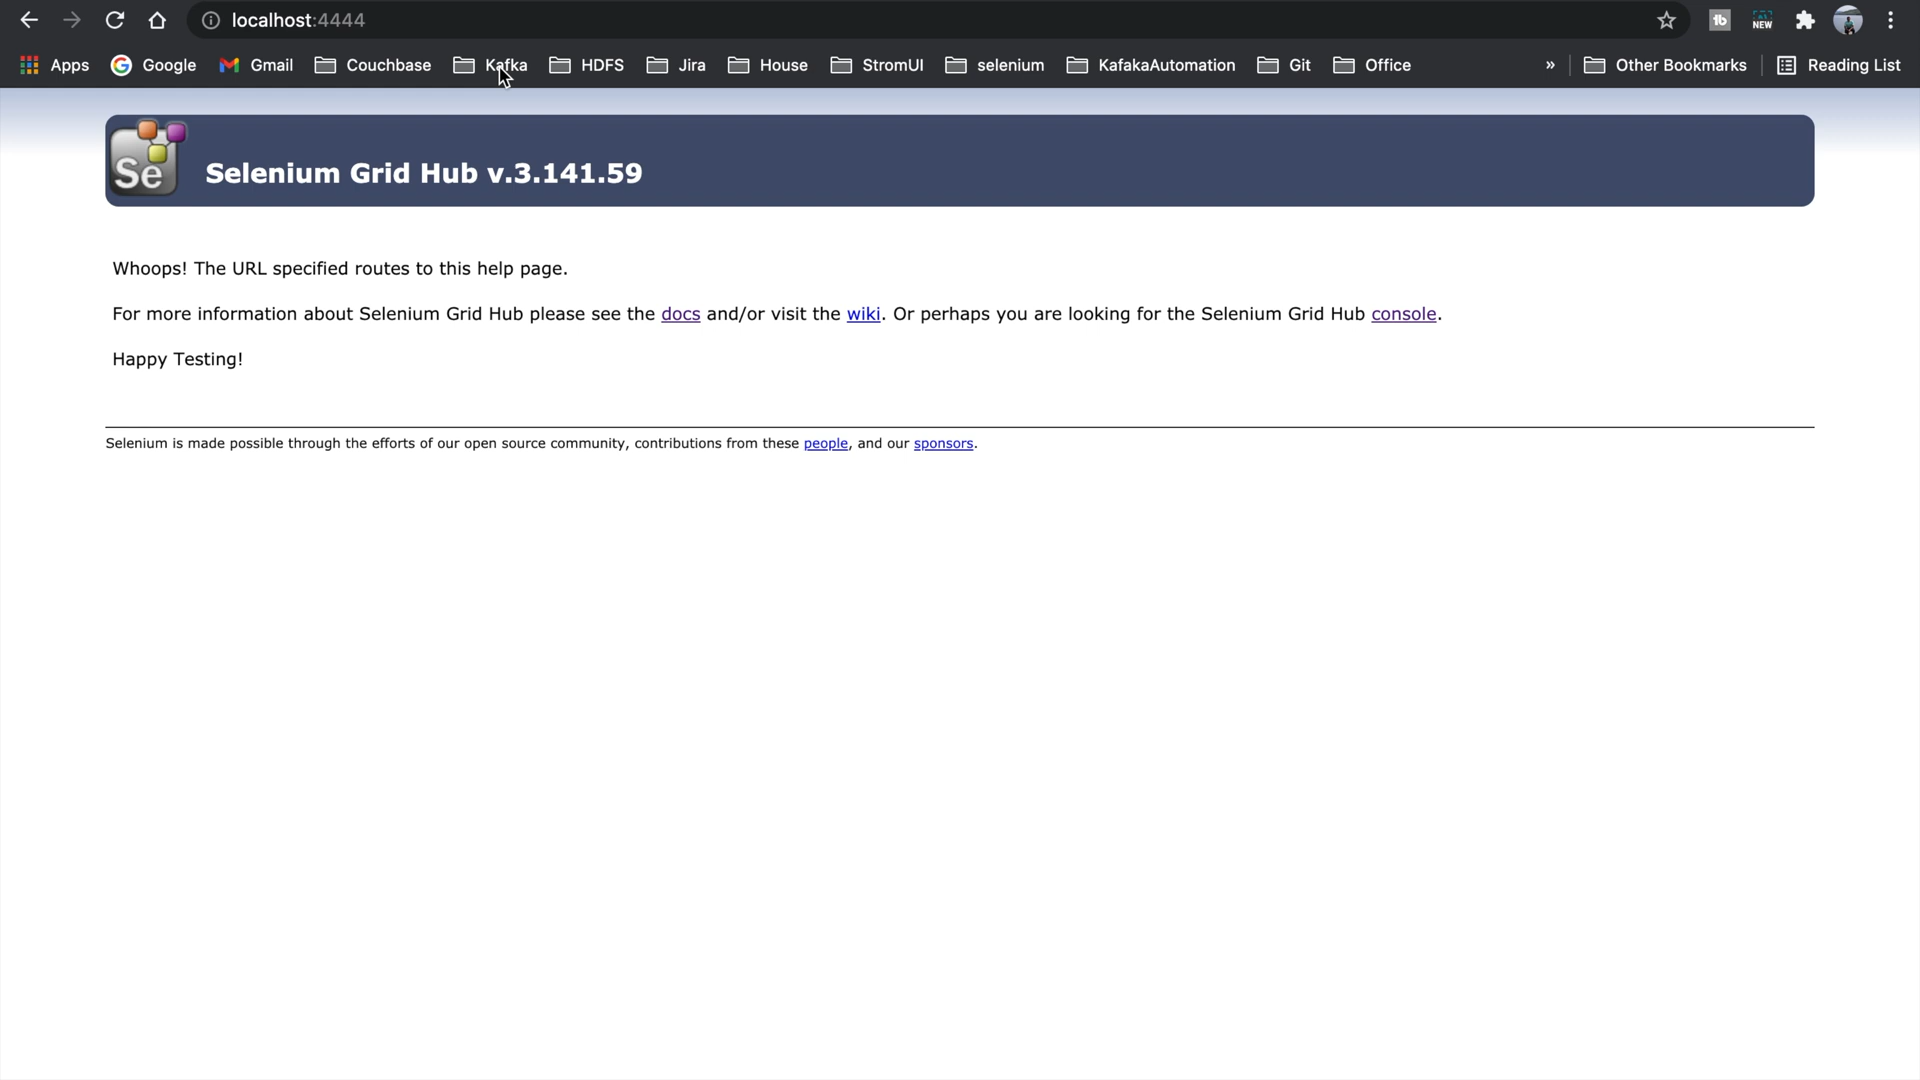 localhost:4444
Apps Google Gmail Couchbase Kafka HDFS Jira House StromUI selenium KafakaAutomation Git Office » Other Bookmarks Reading List
tb NEW
Se Selenium Grid Hub v.3.141.59
Whoops! The URL specified routes to this help page.
For more information about Selenium Grid Hub please see the docs and/or visit the wiki. Or perhaps you are looking for the Selenium Grid Hub console.
Happy Testing!
Selenium is made possible through the efforts of our open source community, contributions from these people, and our sponsors.